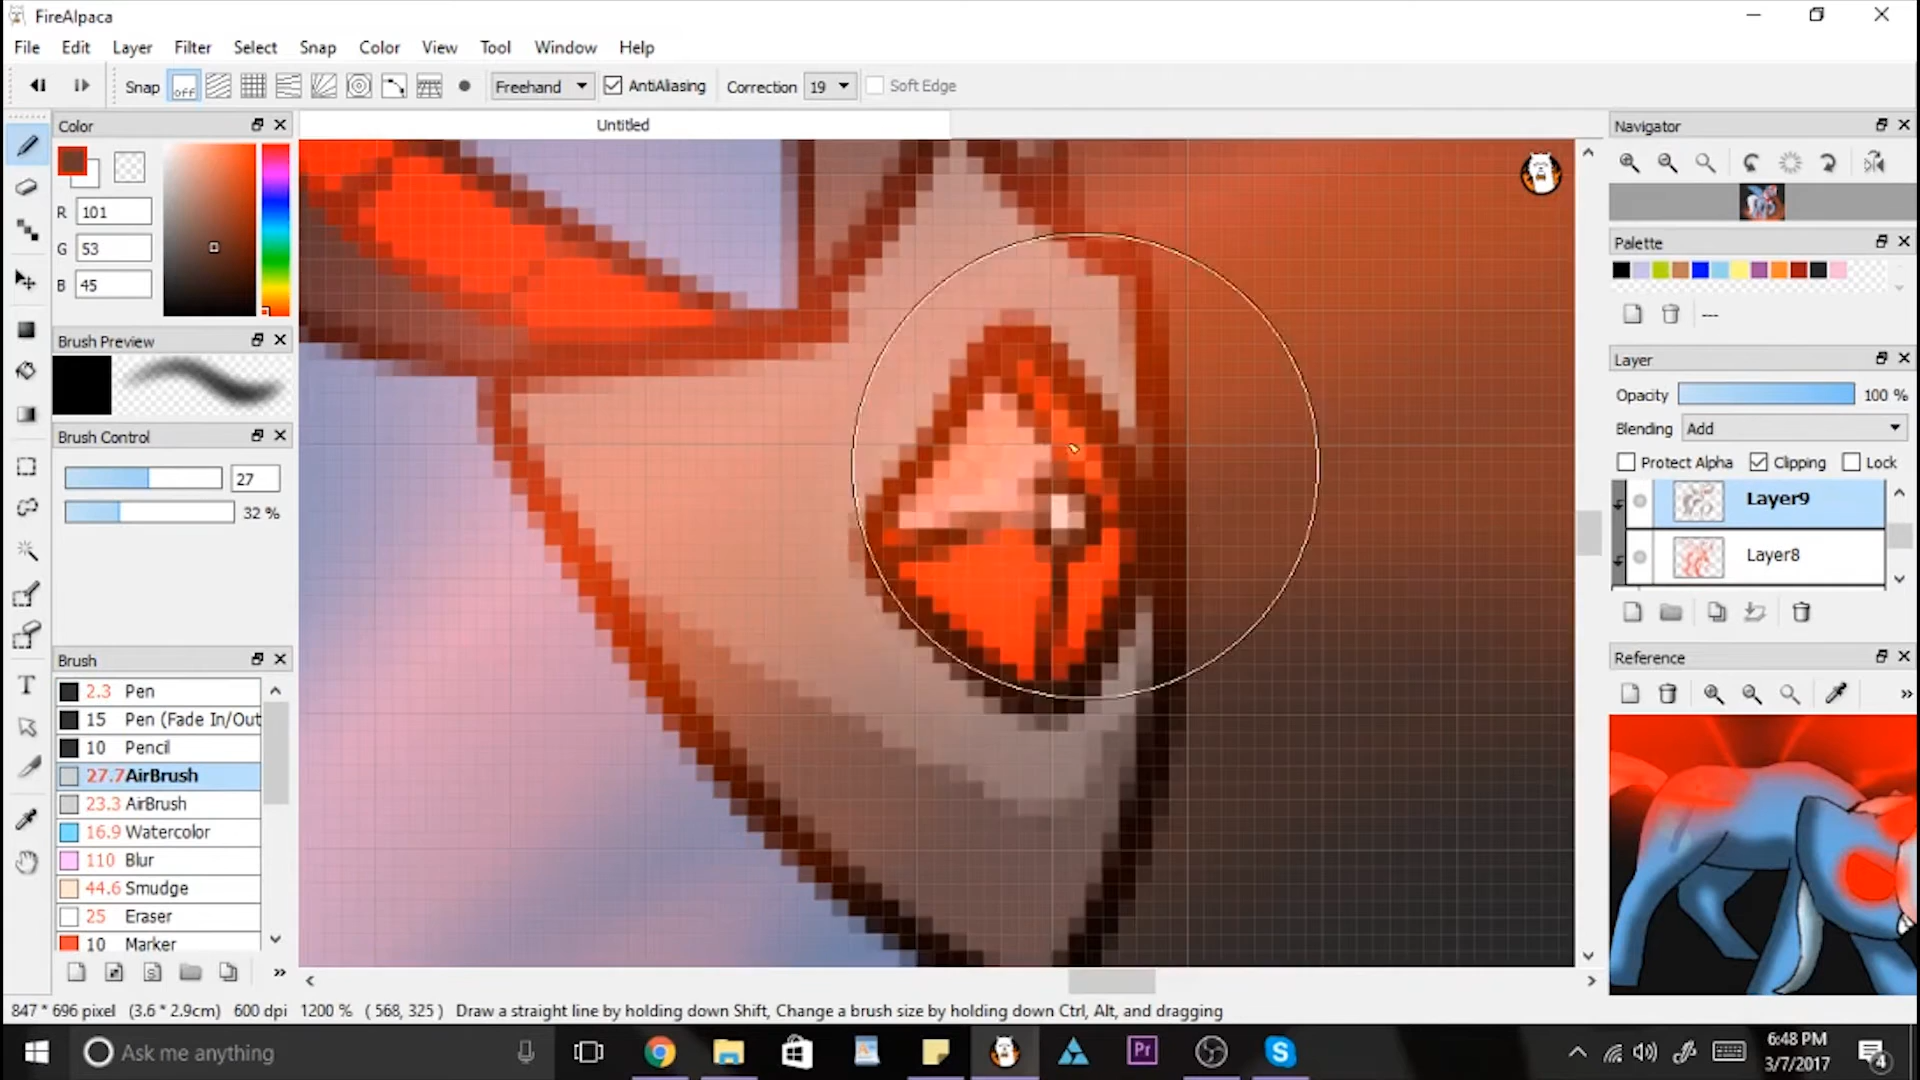 FireAlpaca
File Edit Layer Filter Select Snap Color View Tool Window Help
Snap off Freehand AntiAliasing Correction 19 Soft Edge
Color
R 101
G 53
B 45
Brush Preview
Brush Control
27
32 %
Brush
2.3 Pen
15 Pen (Fade In/Out
10 Pencil
27.7 AirBrush
23.3 AirBrush
16.9 Watercolor
110 Blur
44.6 Smudge
25 Eraser
10 Marker
»
Untitled
Navigator
Palette
---
Layer
Opacity 100 %
Blending Add
Protect Alpha Clipping Lock
Layer9
Layer8
Reference
»
847 * 696 pixel (3.6 * 2.9cm) 600 dpi 1200 % ( 568, 325 ) Draw a straight line by holding down Shift, Change a brush size by holding down Ctrl, Alt, and dragging
Ask me anything
Pr
S
6:48 PM
3/7/2017
4